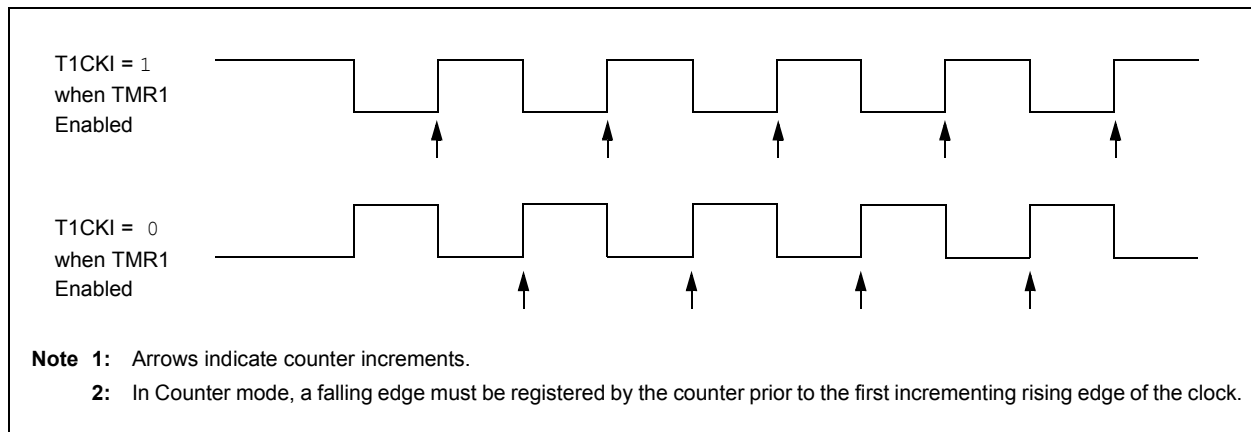 T1CKI = 1
when TMR1
Enabled
T1CKI = 0
when TMR1
Enabled
Note 1: Arrows indicate counter increments.
2: In Counter mode, a falling edge must be registered by the counter prior to the first incrementing rising edge of the clock.